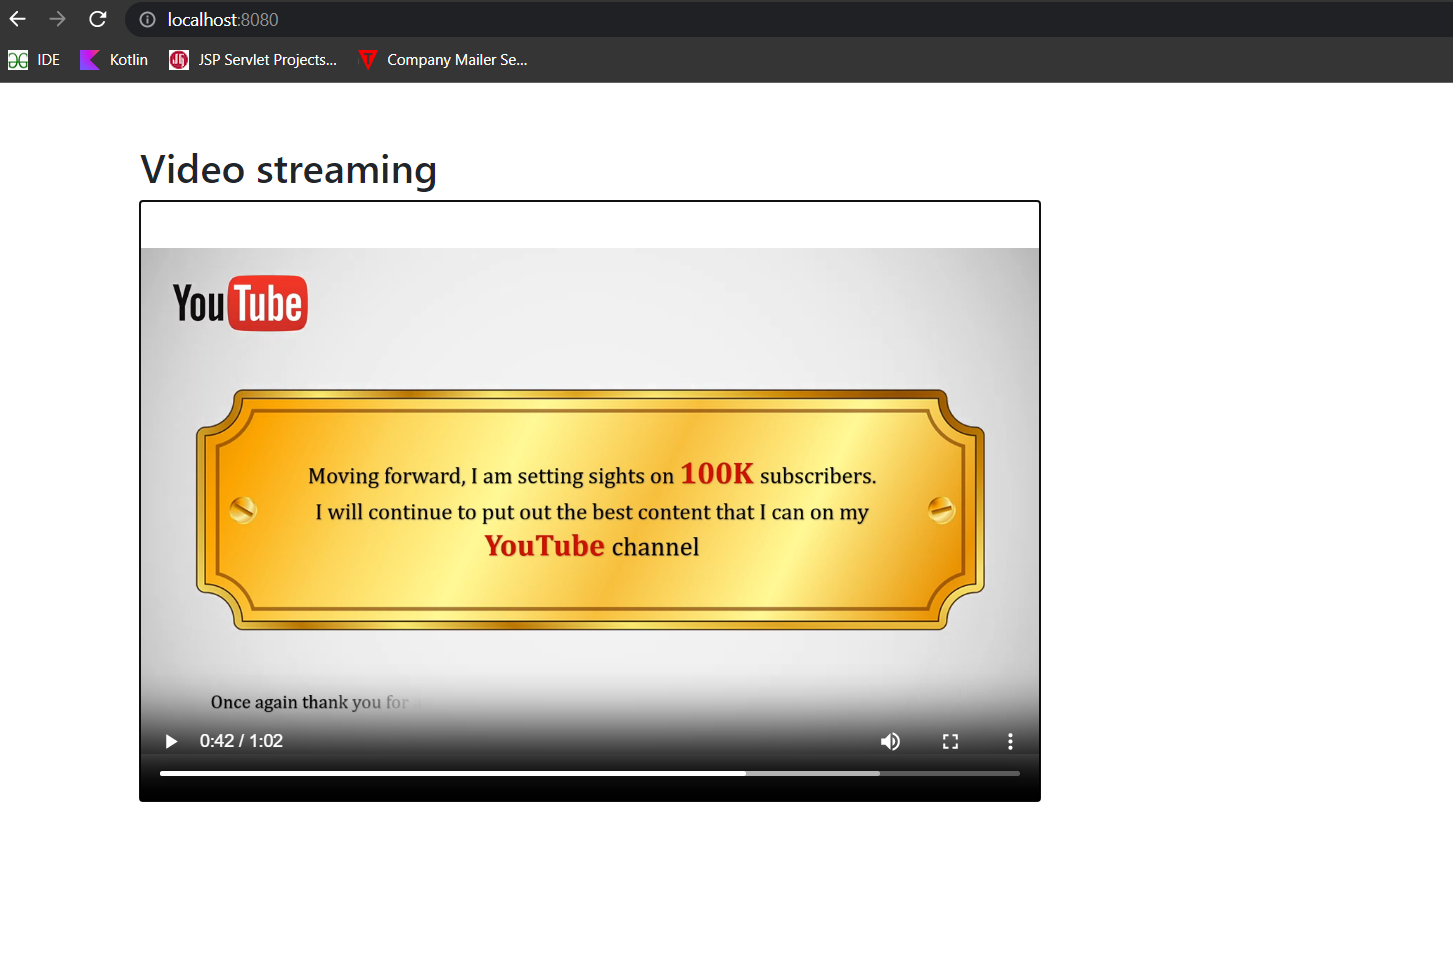 localhost:8080
IDE Kotlin JSP Servlet Projects... Company Mailer Se...
Video streaming
YouTube
Moving forward, I am setting sights on 100K subscribers.
I will continue to put out the best content that I can on my
YouTube channel
Once again thank you for
0:42 / 1:02